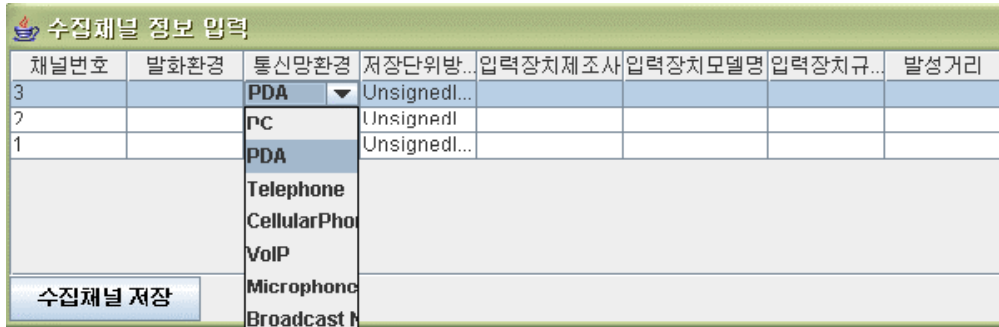 수집채널 정보 입력
채널번호 발화환경 통신망환경 저장단위방... 입력장치제조사 입력장치모델명 입력장치규... 발성거리
3 PDA UnsignedI...
2 PC UnsignedI
1 PDA UnsignedI...
Telephone
CellularPhon
VoIP
Microphone
Broadcast N
수집채널 저장